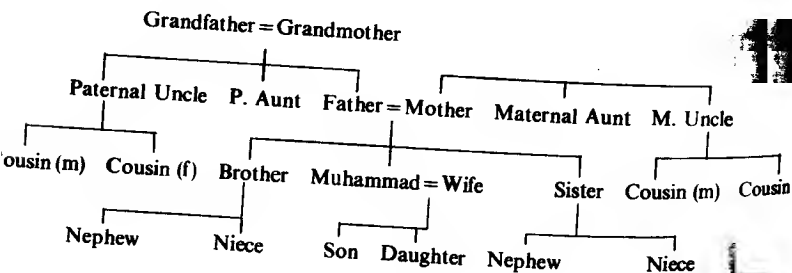 Grandfather = Grandmother
Paternal Uncle P. Aunt Father = Mother Maternal Aunt M. Uncle
ousin (m) Cousin (f) Brother Muhammad = Wife Sister Cousin (m) Cousin
Nephew Niece Son Daughter Nephew Niece